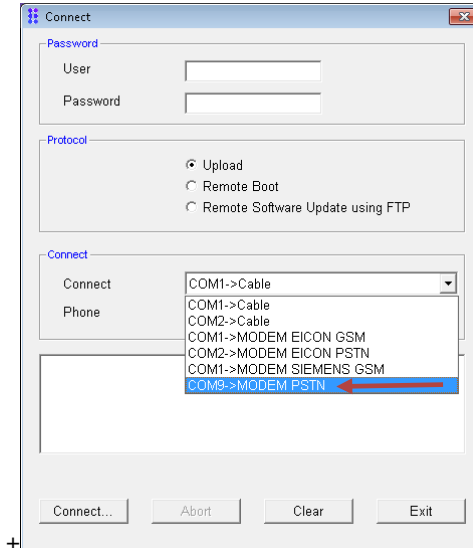 Connect
Password
User
Password
Protocol
Upload
Remote Boot
Remote Software Update using FTP
Connect
Connect COM1->Cable
Phone
COM1->Cable
COM2->Cable
COM1->MODEM EICON GSM
COM2->MODEM EICON PSTN
COM1->MODEM SIEMENS GSM
COM9->MODEM PSTN
Connect... Abort Clear Exit
+